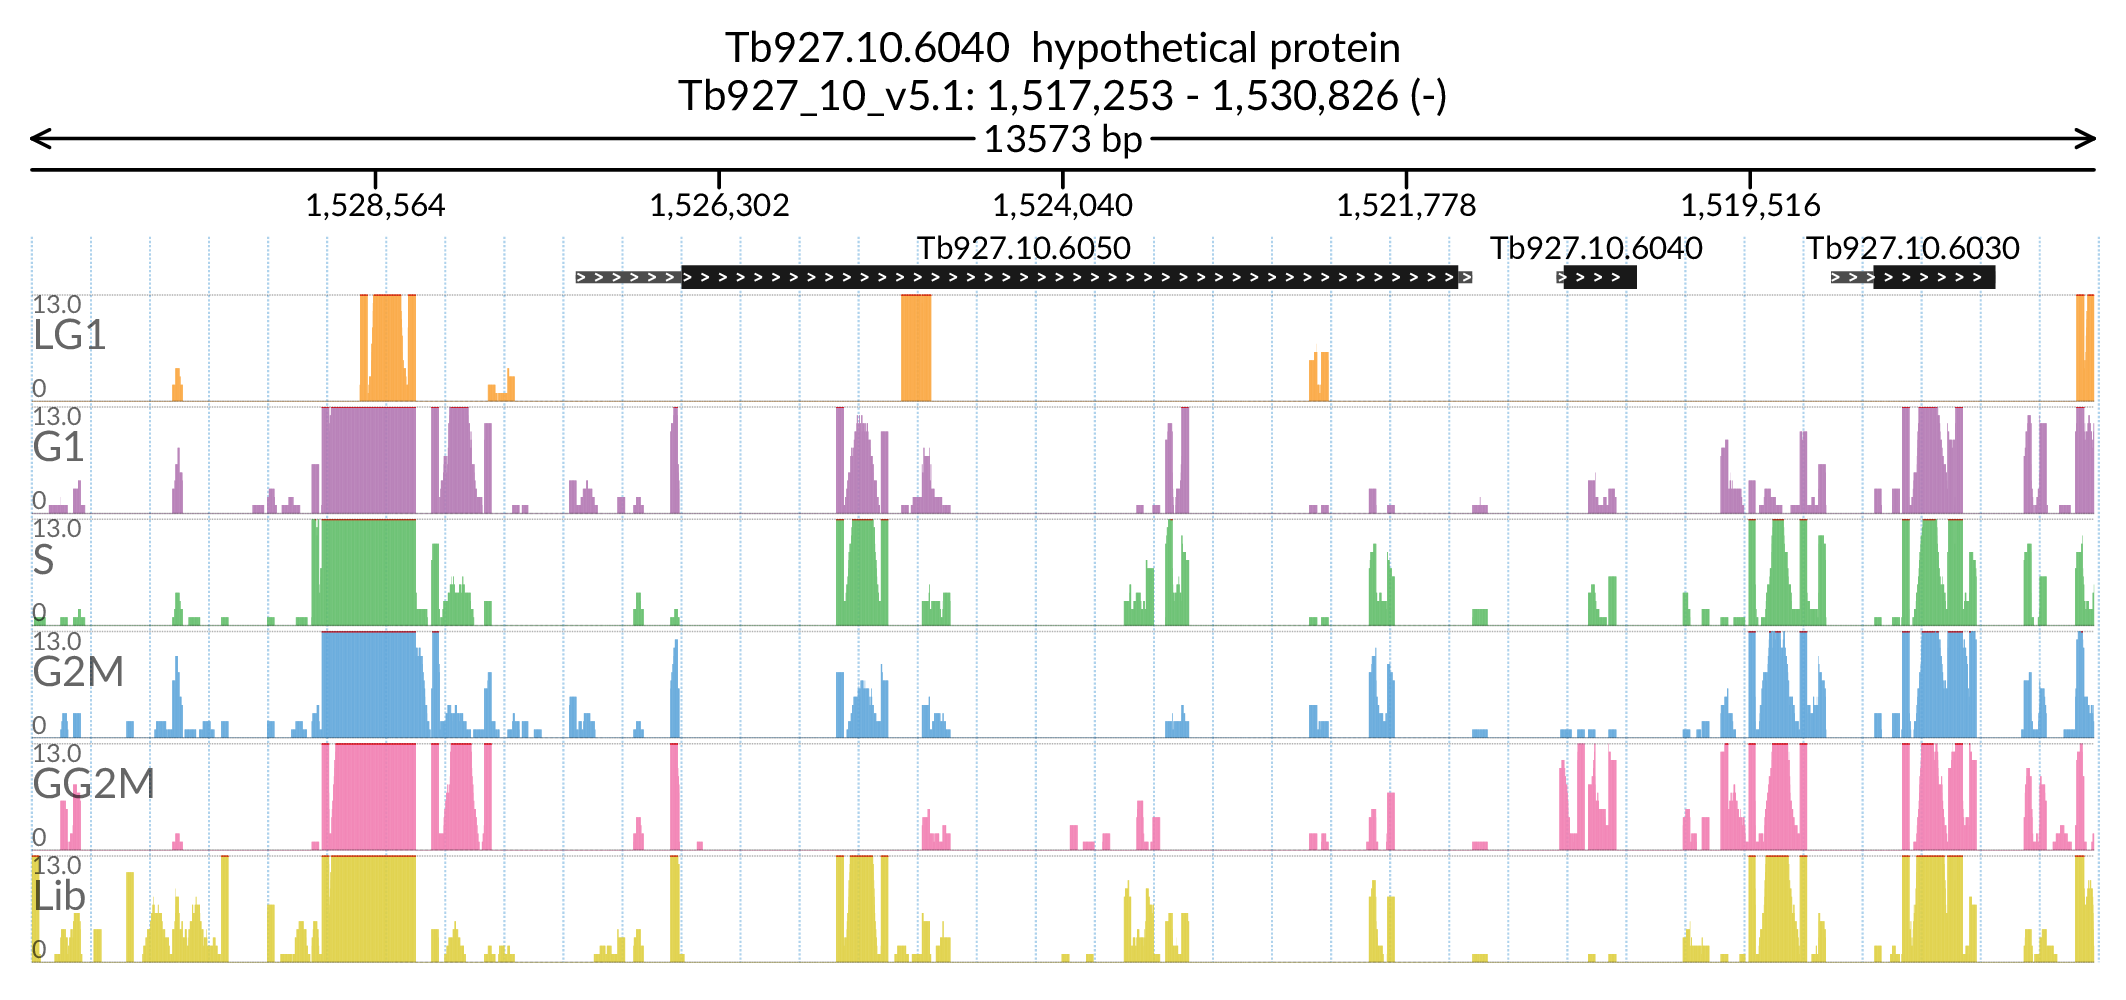 Tb927.10.6040  hypothetical protein
Tb927_10_v5.1: 1,517,253 - 1,530,826 (-)
13573 bp
1,528,564 1,526,302 1,524,040 1,521,778 1,519,516
Tb927.10.6050 Tb927.10.6040 Tb927.10.6030
13.0
LG1
0
13.0
G1
0
13.0
S
0
13.0
G2M
0
13.0
GG2M
0
13.0
Lib
0